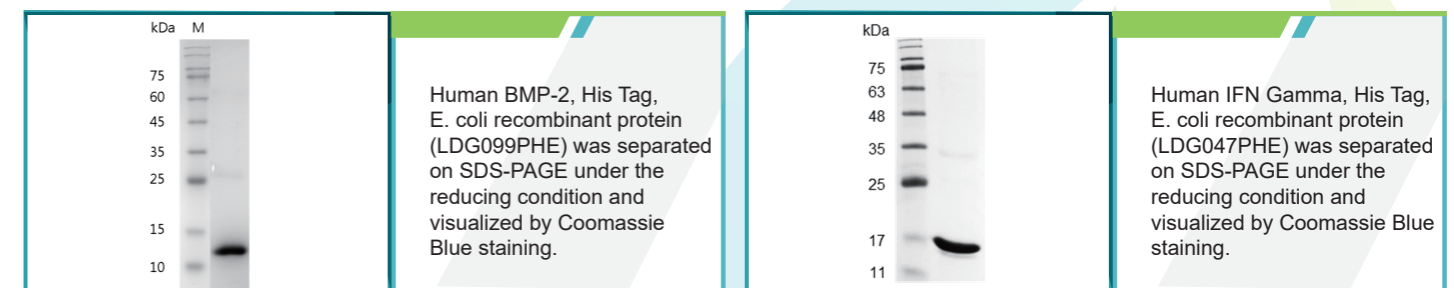 kDa M
75
60
45
35
25
15
10
Human BMP-2, His Tag,
E. coli recombinant protein
(LDG099PHE) was separated
on SDS-PAGE under the
reducing condition and
visualized by Coomassie
Blue staining.
kDa
75
63
48
35
25
17
11
Human IFN Gamma, His Tag,
E. coli recombinant protein
(LDG047PHE) was separated
on SDS-PAGE under the
reducing condition and
visualized by Coomassie Blue
staining.